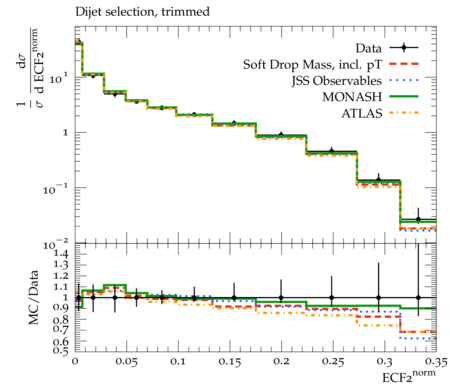 Dijet selection, trimmed
1/σ dσ/d ECF2^norm
Data
Soft Drop Mass, incl. pT
JSS Observables
MONASH
ATLAS
10^1
1
10^−1
10^−2
MC/Data
1.4
1.3
1.2
1.1
1
0.9
0.8
0.7
0.6
0.5
0 0.05 0.1 0.15 0.2 0.25 0.3 0.35
ECF2^norm